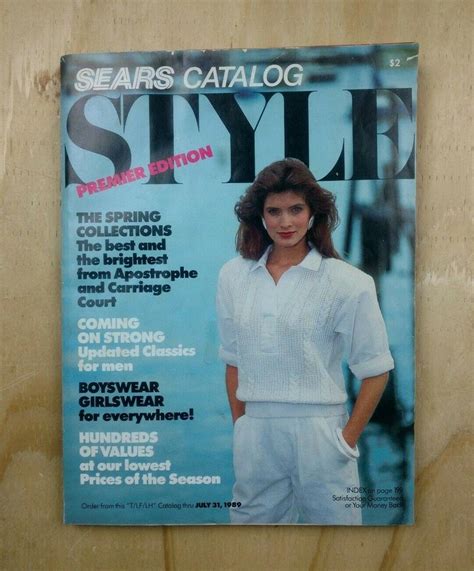 SEARS CATALOG
$2
STYLE
PREMIER EDITION
THE SPRING
COLLECTIONS
The best and
the brightest
from Apostrophe
and Carriage
Court
COMING
ON STRONG
Updated Classics
for men
BOYSWEAR
GIRLSWEAR
for everywhere!
HUNDREDS
OF VALUES
at our lowest
Prices of the Season
Order from this "T/LF/LH" Catalog thru JULY 31, 1989
INDEX on page
Satisfaction Guaranteed
or Your Money Back